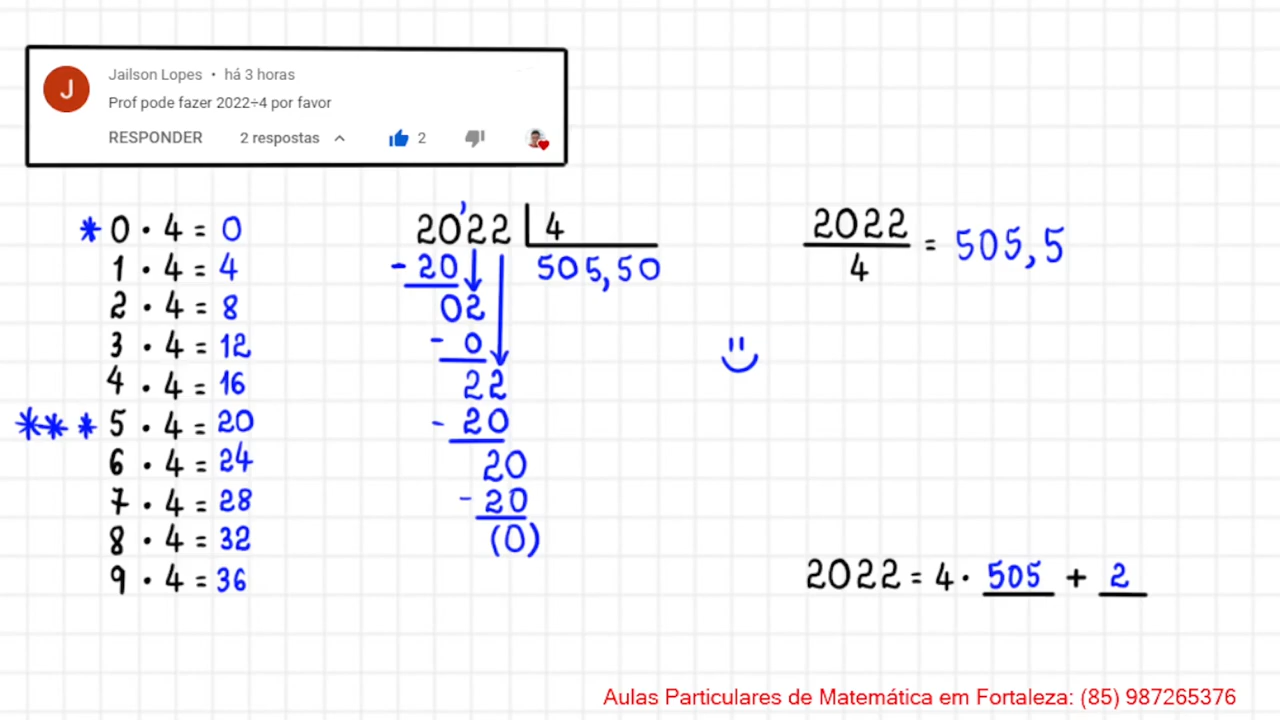 J
Jailson Lopes • há 3 horas
Prof pode fazer 2022÷4 por favor
RESPONDER 2 respostas 2
* 0 · 4 = 0
1 · 4 = 4
2 · 4 = 8
3 · 4 = 12
4 · 4 = 16
*** 5 · 4 = 20
6 · 4 = 24
7 · 4 = 28
8 · 4 = 32
9 · 4 = 36
20'22 4
- 20 505,50
02
- 0
22
- 20
20
- 20
(0)
2022
4
= 505,5
2022 = 4 · 505 + 2
Aulas Particulares de Matemática em Fortaleza: (85) 987265376